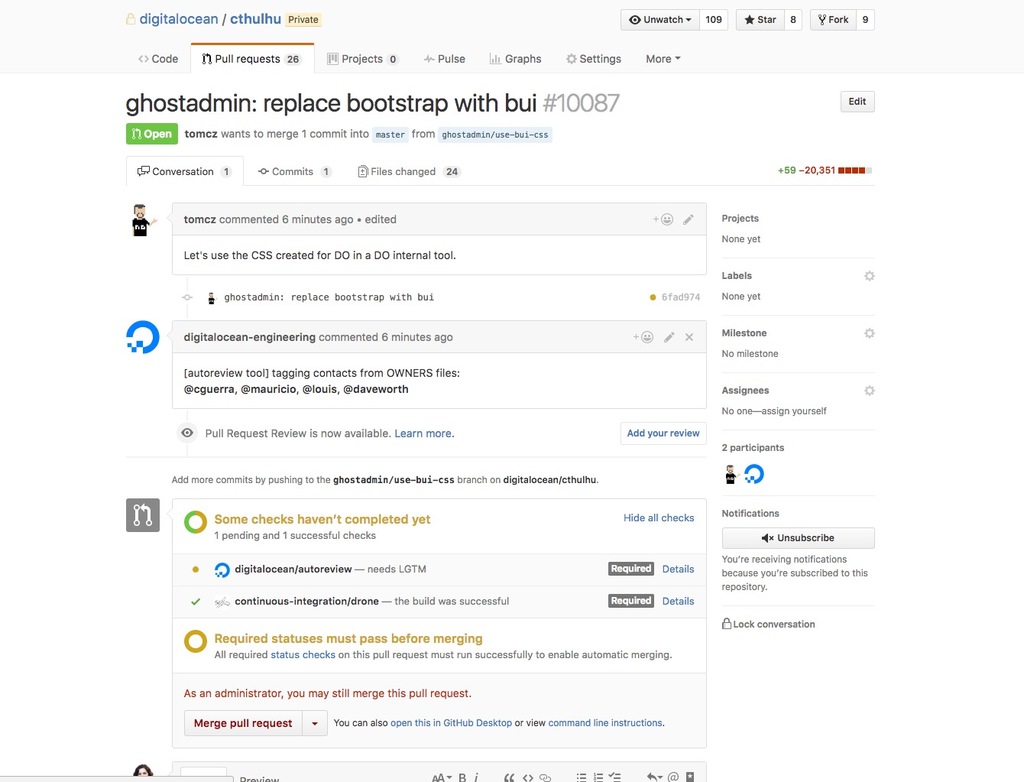 digitalocean / cthulhu Private
Unwatch 109 Star 8 Fork 9
Code Pull requests 26 Projects 0 Pulse Graphs Settings More
ghostadmin: replace bootstrap with bui #10087
Edit
Open tomcz wants to merge 1 commit into master from ghostadmin/use-bui-css
Conversation 1 Commits 1 Files changed 24
+59 −20,351
tomcz commented 6 minutes ago • edited
Let's use the CSS created for DO in a DO internal tool.
ghostadmin: replace bootstrap with bui 6fad974
digitalocean-engineering commented 6 minutes ago
[autoreview tool] tagging contacts from OWNERS files:
@cguerra, @mauricio, @louis, @daveworth
Pull Request Review is now available. Learn more.
Add your review
Add more commits by pushing to the ghostadmin/use-bui-css branch on digitalocean/cthulhu.
Some checks haven't completed yet
Hide all checks
1 pending and 1 successful checks
digitalocean/autoreview — needs LGTM Required Details
continuous-integration/drone — the build was successful Required Details
Required statuses must pass before merging
All required status checks on this pull request must run successfully to enable automatic merging.
As an administrator, you may still merge this pull request.
Merge pull request
You can also open this in GitHub Desktop or view command line instructions.
Preview
AA B i
Projects
None yet
Labels
None yet
Milestone
No milestone
Assignees
No one—assign yourself
2 participants
Notifications
Unsubscribe
You're receiving notifications
because you're subscribed to this
repository.
Lock conversation